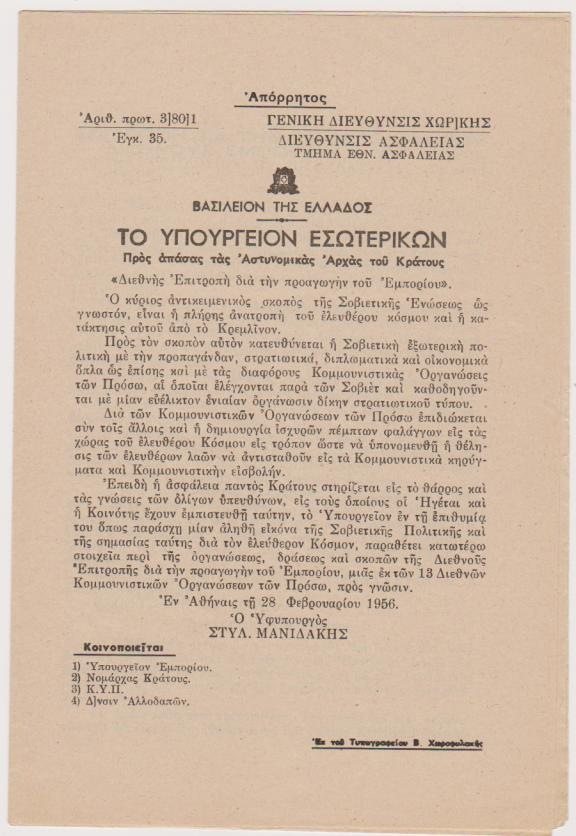 Ἀπόρρητος
Ἀριθ. πρωτ. 3]80]1
Ἐγκ. 35.
ΓΕΝΙΚΗ ΔΙΕΥΘΥΝΣΙΣ ΧΩΡ]ΚΗΣ
ΔΙΕΥΘΥΝΣΙΣ ΑΣΦΑΛΕΙΑΣ
ΤΜΗΜΑ ΕΘΝ. ΑΣΦΑΛΕΙΑΣ
ΒΑΣΙΛΕΙΟΝ ΤΗΣ ΕΛΛΑΔΟΣ
ΤΟ ΥΠΟΥΡΓΕΙΟΝ ΕΣΩΤΕΡΙΚΩΝ
Πρὸς ἁπάσας τὰς Ἀστυνομικὰς Ἀρχὰς τοῦ Κράτους
«Διεθνὴς Ἐπιτροπὴ διὰ τὴν προαγωγὴν τοῦ Ἐμπορίου».
Ὁ κύριος ἀντικειμενικὸς σκοπὸς τῆς Σοβιετικῆς Ἑνώσεως ὡς
γνωστόν, εἶναι ἡ πλήρης ἀνατροπὴ τοῦ ἐλευθέρου κόσμου καὶ ἡ κα-
τάκτησις αὐτοῦ ἀπὸ τὸ Κρεμλῖνον.
Πρὸς τὸν σκοπὸν αὐτὸν κατευθύνεται ἡ Σοβιετικὴ ἐξωτερικὴ πο-
λιτικὴ μὲ τὴν προπαγάνδαν, στρατιωτικά, διπλωματικὰ καὶ οἰκονομικὰ
ὅπλα ὡς ἐπίσης καὶ μὲ τὰς διαφόρους Κομμουνιστικὰς Ὀργανώσεις
τῶν Πρόσω, αἱ ὁποῖαι ἐλέγχονται παρὰ τῶν Σοβιὲτ καὶ καθοδηγοῦν-
ται μὲ μίαν εὐέλικτον ἑνιαίαν ὀργάνωσιν δίκην στρατιωτικοῦ τύπου.
Διὰ τῶν Κομμουνιστικῶν Ὀργανώσεων τῶν Πρόσω ἐπιδιώκεται
σὺν τοῖς ἄλλοις καὶ ἡ δημιουργία ἰσχυρῶν πέμπτων φαλάγγων εἰς τὰς
χώρας τοῦ ἐλευθέρου Κόσμου εἰς τρόπον ὥστε νὰ ὑπονομευθῇ ἡ θέλη-
σις τῶν ἐλευθέρων λαῶν νὰ ἀντισταθοῦν εἰς τὰ Κομμουνιστικὰ κηρύγ-
ματα καὶ Κομμουνιστικὴν εἰσβολήν.
Ἐπειδὴ ἡ ἀσφάλεια παντὸς Κράτους στηρίζεται εἰς τὸ θάρρος καὶ
τὰς γνώσεις τῶν ὀλίγων ὑπευθύνων, εἰς τοὺς ὁποίους οἱ Ἡγέται καὶ
ἡ Κοινότης ἔχουν ἐμπιστευθῆ ταύτην, τὸ Ὑπουργεῖον ἐν τῇ ἐπιθυμίᾳ
του ὅπως παράσχῃ μίαν ἀληθῆ εἰκόνα τῆς Σοβιετικῆς Πολιτικῆς καὶ
τῆς σημασίας ταύτης διὰ τὸν ἐλεύθερον Κόσμον, παραθέτει κατωτέρω
στοιχεῖα περὶ τῆς ὀργανώσεως, δράσεως καὶ σκοπῶν τῆς Διεθνοῦς
Ἐπιτροπῆς διὰ τὴν προαγωγὴν τοῦ Ἐμπορίου, μιᾶς ἐκ τῶν 13 Διεθνῶν
Κομμουνιστικῶν Ὀργανώσεων τῶν Πρόσω, πρὸς γνῶσιν.
Ἐν Ἀθήναις τῇ 28 Φεβρουαρίου 1956.
Ὁ Ὑφυπουργὸς
ΣΤΥΛ. ΜΑΝΙΔΑΚΗΣ
Κοινοποιεῖται
1) Ὑπουργεῖον Ἐμπορίου.
2) Νομάρχας Κράτους.
3) Κ.Υ.Π.
4) Δ]νσιν Ἀλλοδαπῶν.
Ἐκ τοῦ Τυπογραφείου Β. Χωροφυλακῆς